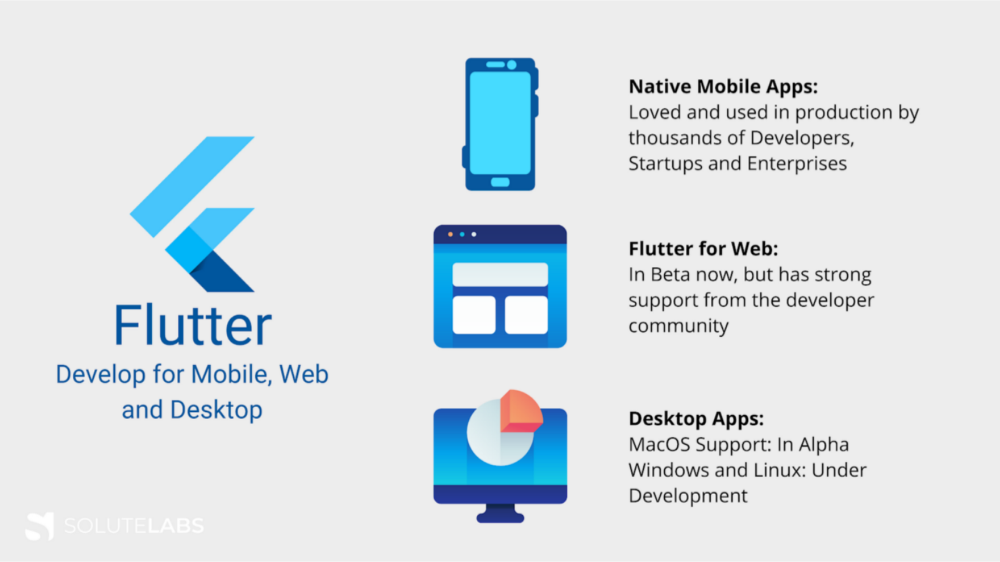 Flutter
Develop for Mobile, Web
and Desktop
Native Mobile Apps:
Loved and used in production by
thousands of Developers,
Startups and Enterprises
Flutter for Web:
In Beta now, but has strong
support from the developer
community
Desktop Apps:
MacOS Support: In Alpha
Windows and Linux: Under
Development
SOLUTELABS